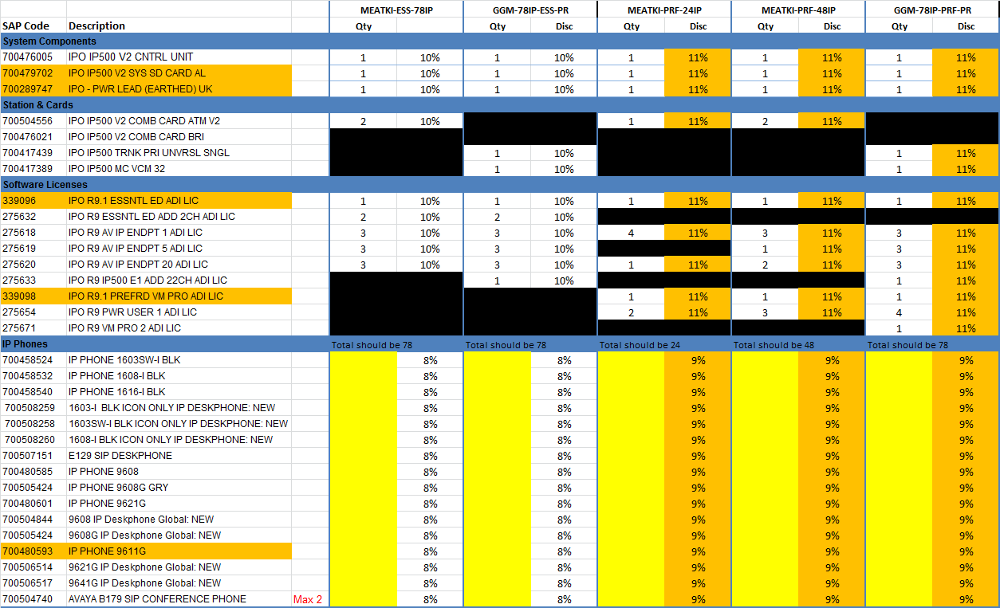 MEATKI-ESS-78IP GGM-78IP-ESS-PR MEATKI-PRF-24IP MEATKI-PRF-48IP GGM-78IP-PRF-PR
SAP Code Description Qty Qty Disc Qty Disc Qty Disc Qty Disc
System Components
700476005 IPO IP500 V2 CNTRL UNIT 1 10% 1 10% 1 11% 1 11% 1 11%
700479702 IPO IP500 V2 SYS SD CARD AL 1 10% 1 10% 1 11% 1 11% 1 11%
700289747 IPO - PWR LEAD (EARTHED) UK 1 10% 1 10% 1 11% 1 11% 1 11%
Station & Cards
700504556 IPO IP500 V2 COMB CARD ATM V2 2 10% 1 11% 2 11%
700476021 IPO IP500 V2 COMB CARD BRI
700417439 IPO IP500 TRNK PRI UNVRSL SNGL 1 10% 1 11%
700417389 IPO IP500 MC VCM 32 1 10% 1 11%
Software Licenses
339096 IPO R9.1 ESSNTL ED ADI LIC 1 10% 1 10% 1 11% 1 11% 1 11%
275632 IPO R9 ESSNTL ED ADD 2CH ADI LIC 2 10% 2 10%
275618 IPO R9 AV IP ENDPT 1 ADI LIC 3 10% 3 10% 4 11% 3 11% 3 11%
275619 IPO R9 AV IP ENDPT 5 ADI LIC 3 10% 3 10% 1 11% 3 11%
275620 IPO R9 AV IP ENDPT 20 ADI LIC 3 10% 3 10% 1 11% 2 11% 3 11%
275633 IPO R9 IP500 E1 ADD 22CH ADI LIC 1 10% 1 11%
339098 IPO R9.1 PREFRD VM PRO ADI LIC 1 11% 1 11% 1 11%
275654 IPO R9 PWR USER 1 ADI LIC 2 11% 3 11% 4 11%
275671 IPO R9 VM PRO 2 ADI LIC 1 11%
IP Phones Total should be 78 Total should be 78 Total should be 24 Total should be 48 Total should be 78
700458524 IP PHONE 1603SW-I BLK 8% 8% 9% 9% 9%
700458532 IP PHONE 1608-I BLK 8% 8% 9% 9% 9%
700458540 IP PHONE 1616-I BLK 8% 8% 9% 9% 9%
700508259 1603-I BLK ICON ONLY IP DESKPHONE: NEW 8% 8% 9% 9% 9%
700508258 1603SW-I BLK ICON ONLY IP DESKPHONE: NEW 8% 8% 9% 9% 9%
700508260 1608-I BLK ICON ONLY IP DESKPHONE: NEW 8% 8% 9% 9% 9%
700507151 E129 SIP DESKPHONE 8% 8% 9% 9% 9%
700480585 IP PHONE 9608 8% 8% 9% 9% 9%
700505424 IP PHONE 9608G GRY 8% 8% 9% 9% 9%
700480601 IP PHONE 9621G 8% 8% 9% 9% 9%
700504844 9608 IP Deskphone Global: NEW 8% 8% 9% 9% 9%
700505424 9608G IP Deskphone Global: NEW 8% 8% 9% 9% 9%
700480593 IP PHONE 9611G 8% 8% 9% 9% 9%
700506514 9621G IP Deskphone Global: NEW 8% 8% 9% 9% 9%
700506517 9641G IP Deskphone Global: NEW 8% 8% 9% 9% 9%
700504740 AVAYA B179 SIP CONFERENCE PHONE Max 2 8% 8% 9% 9% 9%